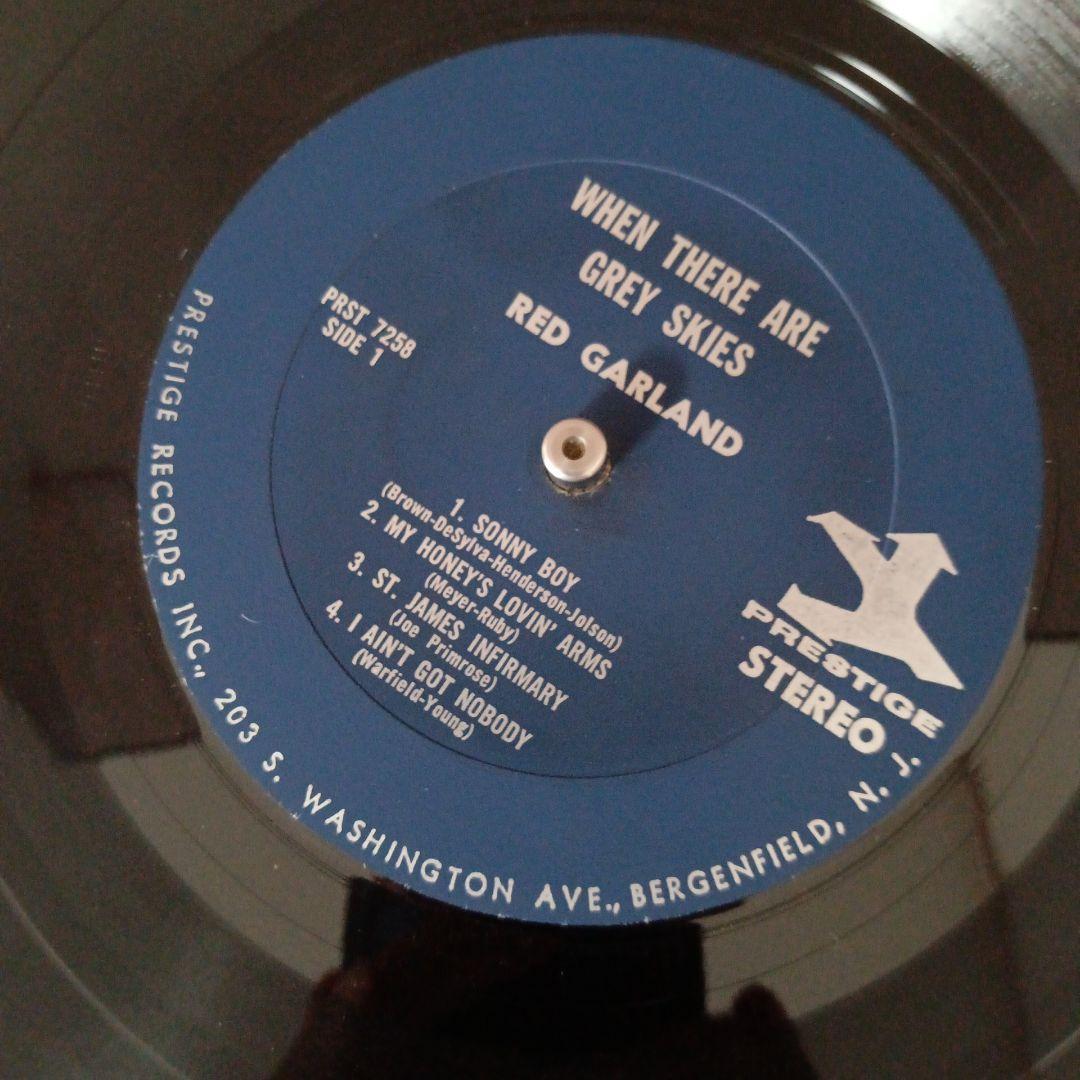 WHEN THERE ARE
GREY SKIES
RED GARLAND
PRST 7258
SIDE 1
1. SONNY BOY
(Brown-DeSylva-Henderson-Jolson)
2. MY HONEY'S LOVIN' ARMS
(Meyer-Ruby)
3. ST. JAMES INFIRMARY
(Joe Primrose)
4. I AIN'T GOT NOBODY
(Warfield-Young)
PRESTIGE
STEREO
PRESTIGE RECORDS INC., 203 S. WASHINGTON AVE., BERGENFIELD, N. J.